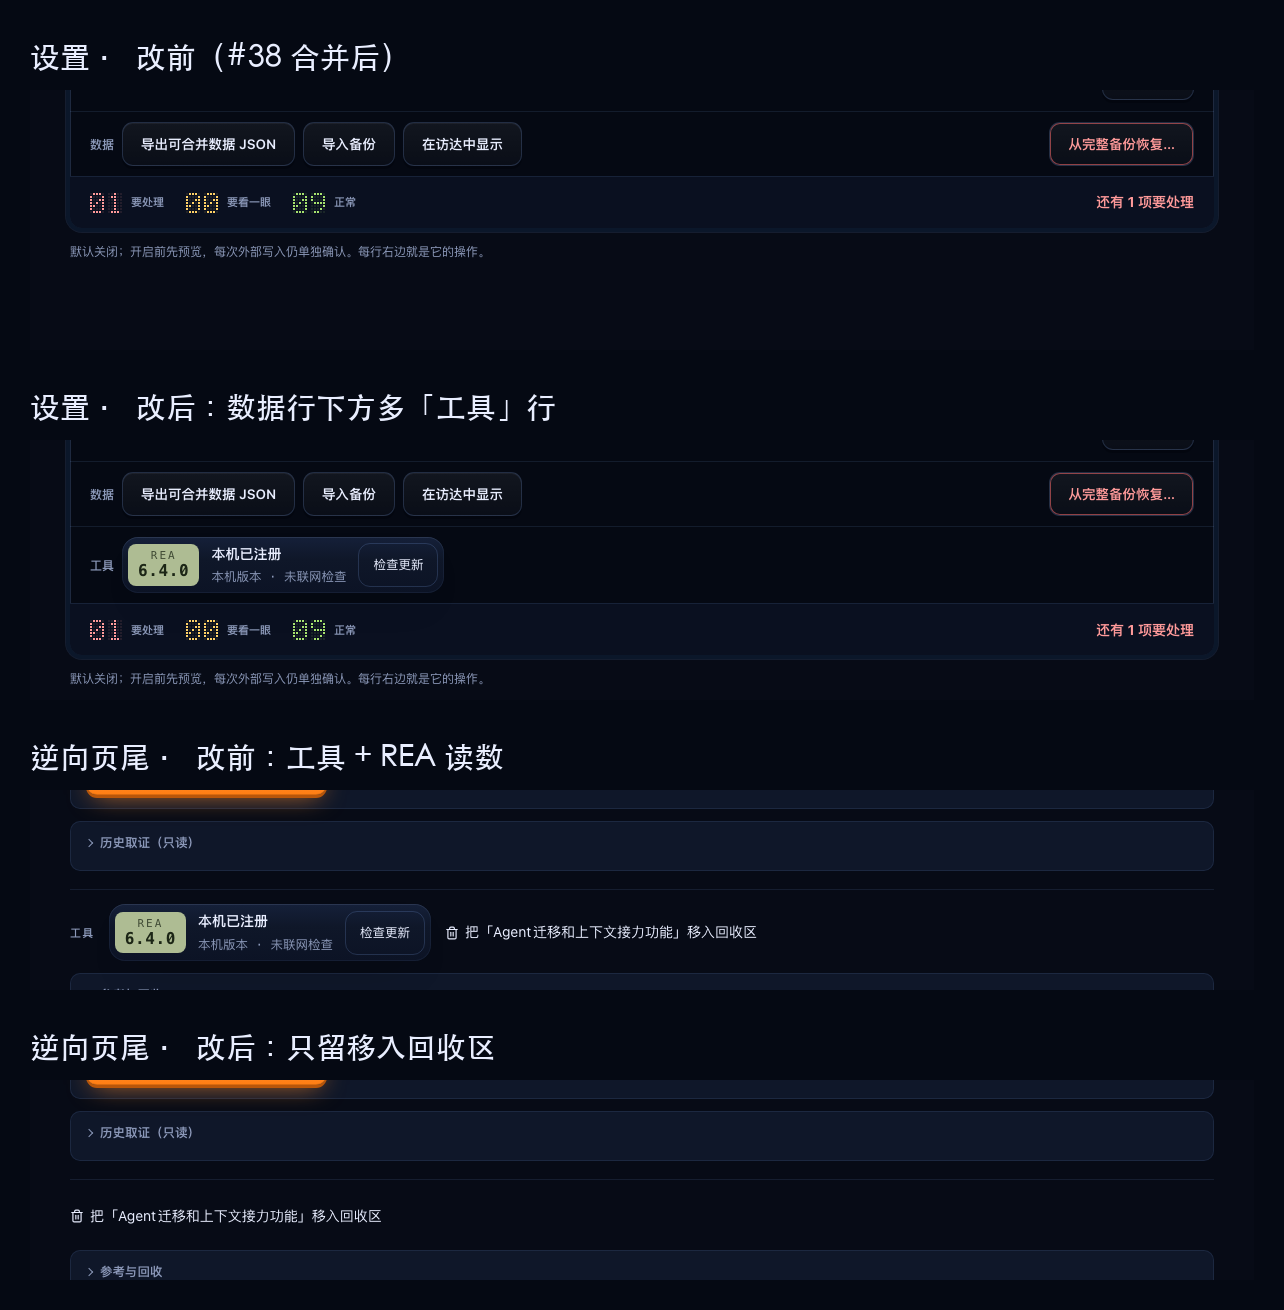 设置 · 改前（#38 合并后）
数据 导出可合并数据 JSON 导入备份 在访达中显示 从完整备份恢复...
01 要处理 00 要看一眼 09 正常 还有 1 项要处理
默认关闭；开启前先预览，每次外部写入仍单独确认。每行右边就是它的操作。
设置 · 改后：数据行下方多「工具」行
数据 导出可合并数据 JSON 导入备份 在访达中显示 从完整备份恢复...
工具 REA 6.4.0 本机已注册 检查更新
本机版本 · 未联网检查
01 要处理 00 要看一眼 09 正常 还有 1 项要处理
默认关闭；开启前先预览，每次外部写入仍单独确认。每行右边就是它的操作。
逆向页尾 · 改前：工具 + REA 读数
历史取证（只读）
工具 REA 6.4.0 本机已注册 检查更新 把「Agent迁移和上下文接力功能」移入回收区
本机版本 · 未联网检查
逆向页尾 · 改后：只留移入回收区
历史取证（只读）
把「Agent迁移和上下文接力功能」移入回收区
参考与回收